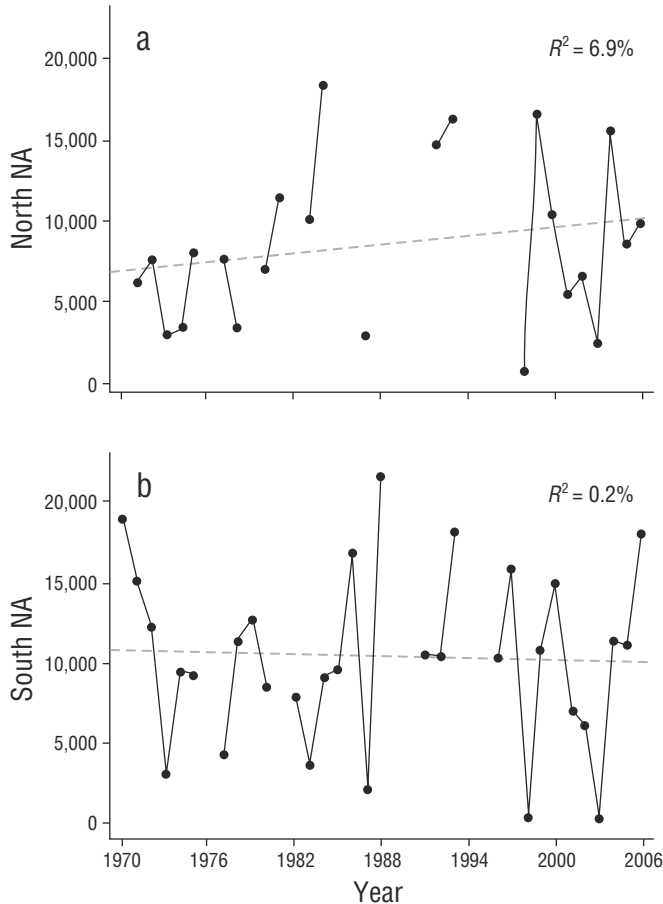 a
R² = 6.9%
20,000
15,000
10,000
5,000
0
North NA
b
R² = 0.2%
20,000
15,000
10,000
5,000
0
South NA
1970 1976 1982 1988 1994 2000 2006
Year